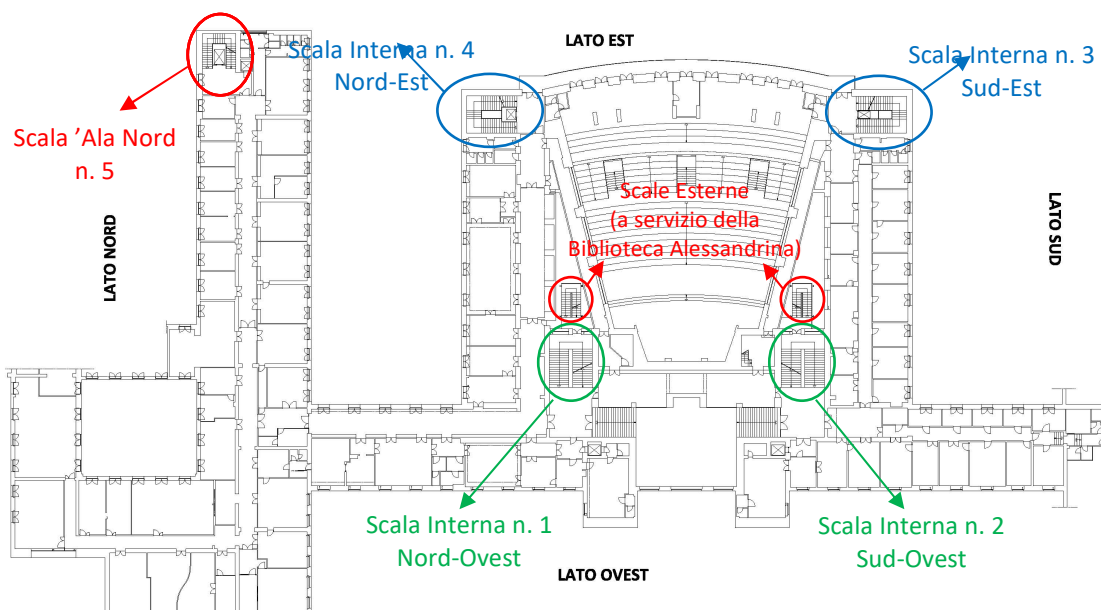 LATO EST
Scala Interna n. 4
Nord-Est
Scala Interna n. 3
Sud-Est
Scala ’Ala Nord
n. 5
Scale Esterne
(a servizio della
Biblioteca Alessandrina)
LATO NORD
LATO SUD
Scala Interna n. 1
Nord-Ovest
Scala Interna n. 2
Sud-Ovest
LATO OVEST